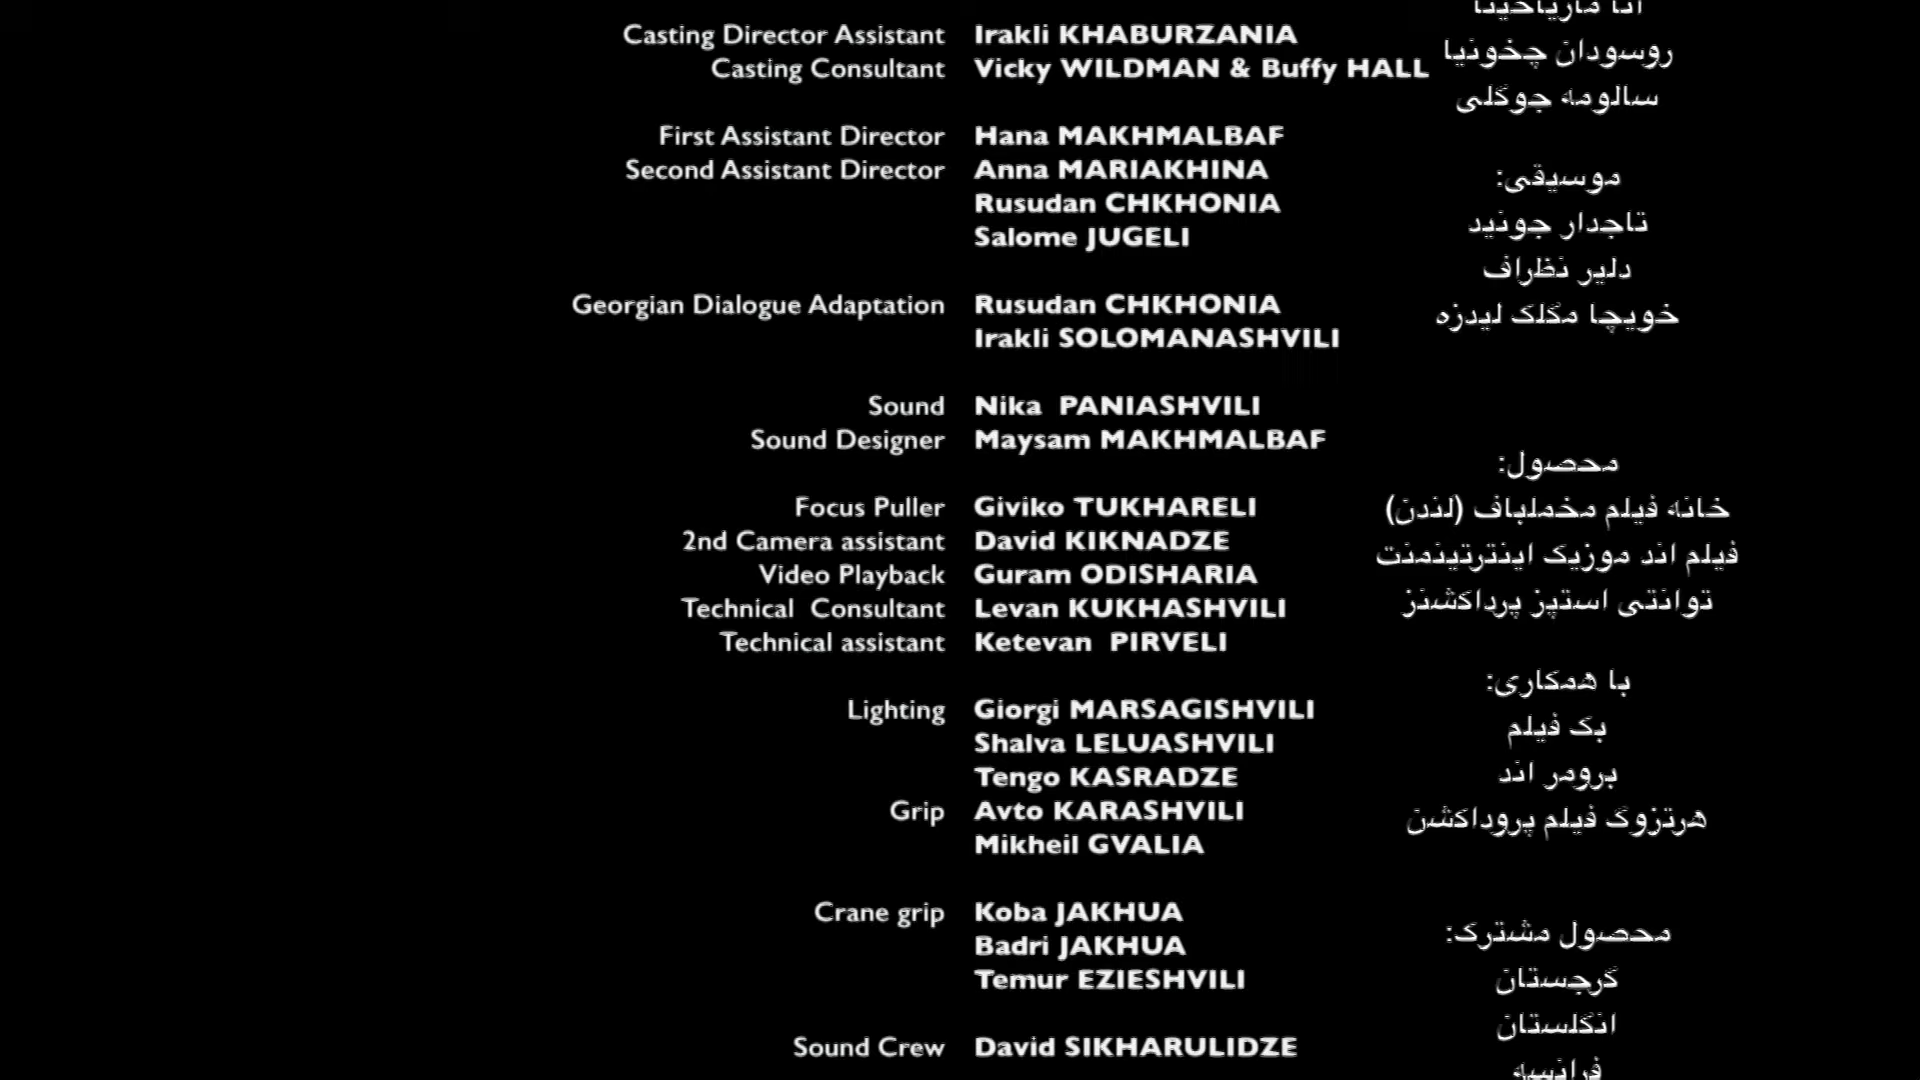 Casting Director Assistant Irakli KHABURZANIA
Casting Consultant Vicky WILDMAN & Buffy HALL
First Assistant Director Hana MAKHMALBAF
Second Assistant Director Anna MARIAKHINA
Rusudan CHKHONIA
Salome JUGELI
Georgian Dialogue Adaptation Rusudan CHKHONIA
Irakli SOLOMANASHVILI
Sound Nika PANIASHVILI
Sound Designer Maysam MAKHMALBAF
Focus Puller Giviko TUKHARELI
2nd Camera assistant David KIKNADZE
Video Playback Guram ODISHARIA
Technical Consultant Levan KUKHASHVILI
Technical assistant Ketevan PIRVELI
Lighting Giorgi MARSAGISHVILI
Shalva LELUASHVILI
Tengo KASRADZE
Grip Avto KARASHVILI
Mikheil GVALIA
Crane grip Koba JAKHUA
Badri JAKHUA
Temur EZIESHVILI
Sound Crew David SIKHARULIDZE
آنا ماریاخینا
روسودان چخونیا
سالومه جوگلی
موسیقی:
تاجدار جونید
دلیر نظراف
خویچا مگلک لیدزه
محصول:
خانه فیلم مخملباف (لندن)
فیلم اند موزیک اینترتینمنت
توانتی استپز پرداکشنز
با همکاری:
بک فیلم
برومر اند
هرتزوگ فیلم پروداکشن
محصول مشترک:
گرجستان
انگلستان
فرانسه